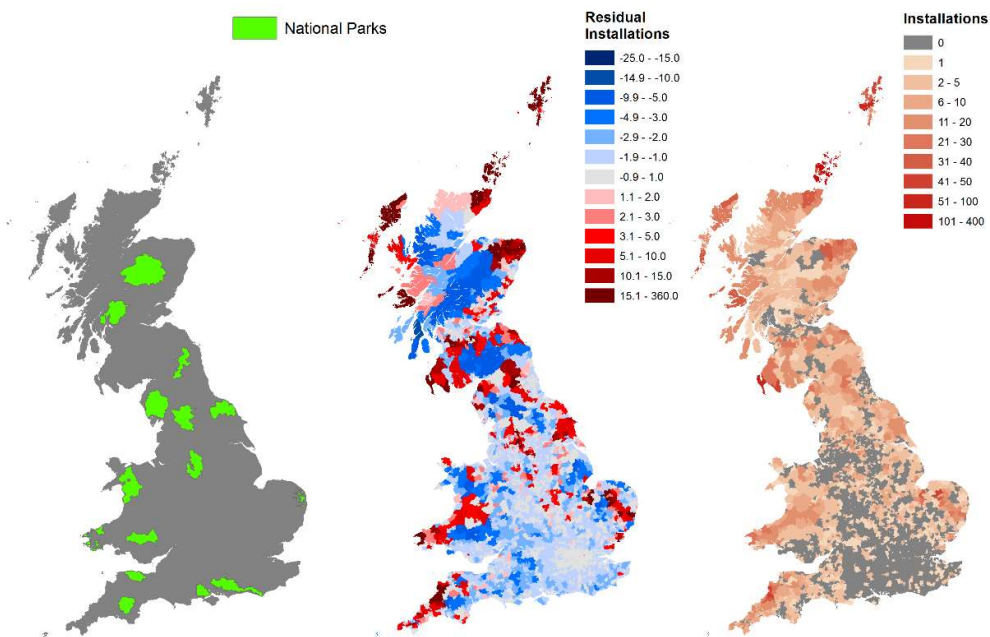 National Parks
Residual
Installations
-25.0 - -15.0
-14.9 - -10.0
-9.9 - -5.0
-4.9 - -3.0
-2.9 - -2.0
-1.9 - -1.0
-0.9 - 1.0
1.1 - 2.0
2.1 - 3.0
3.1 - 5.0
5.1 - 10.0
10.1 - 15.0
15.1 - 360.0
Installations
0
1
2 - 5
6 - 10
11 - 20
21 - 30
31 - 40
41 - 50
51 - 100
101 - 400